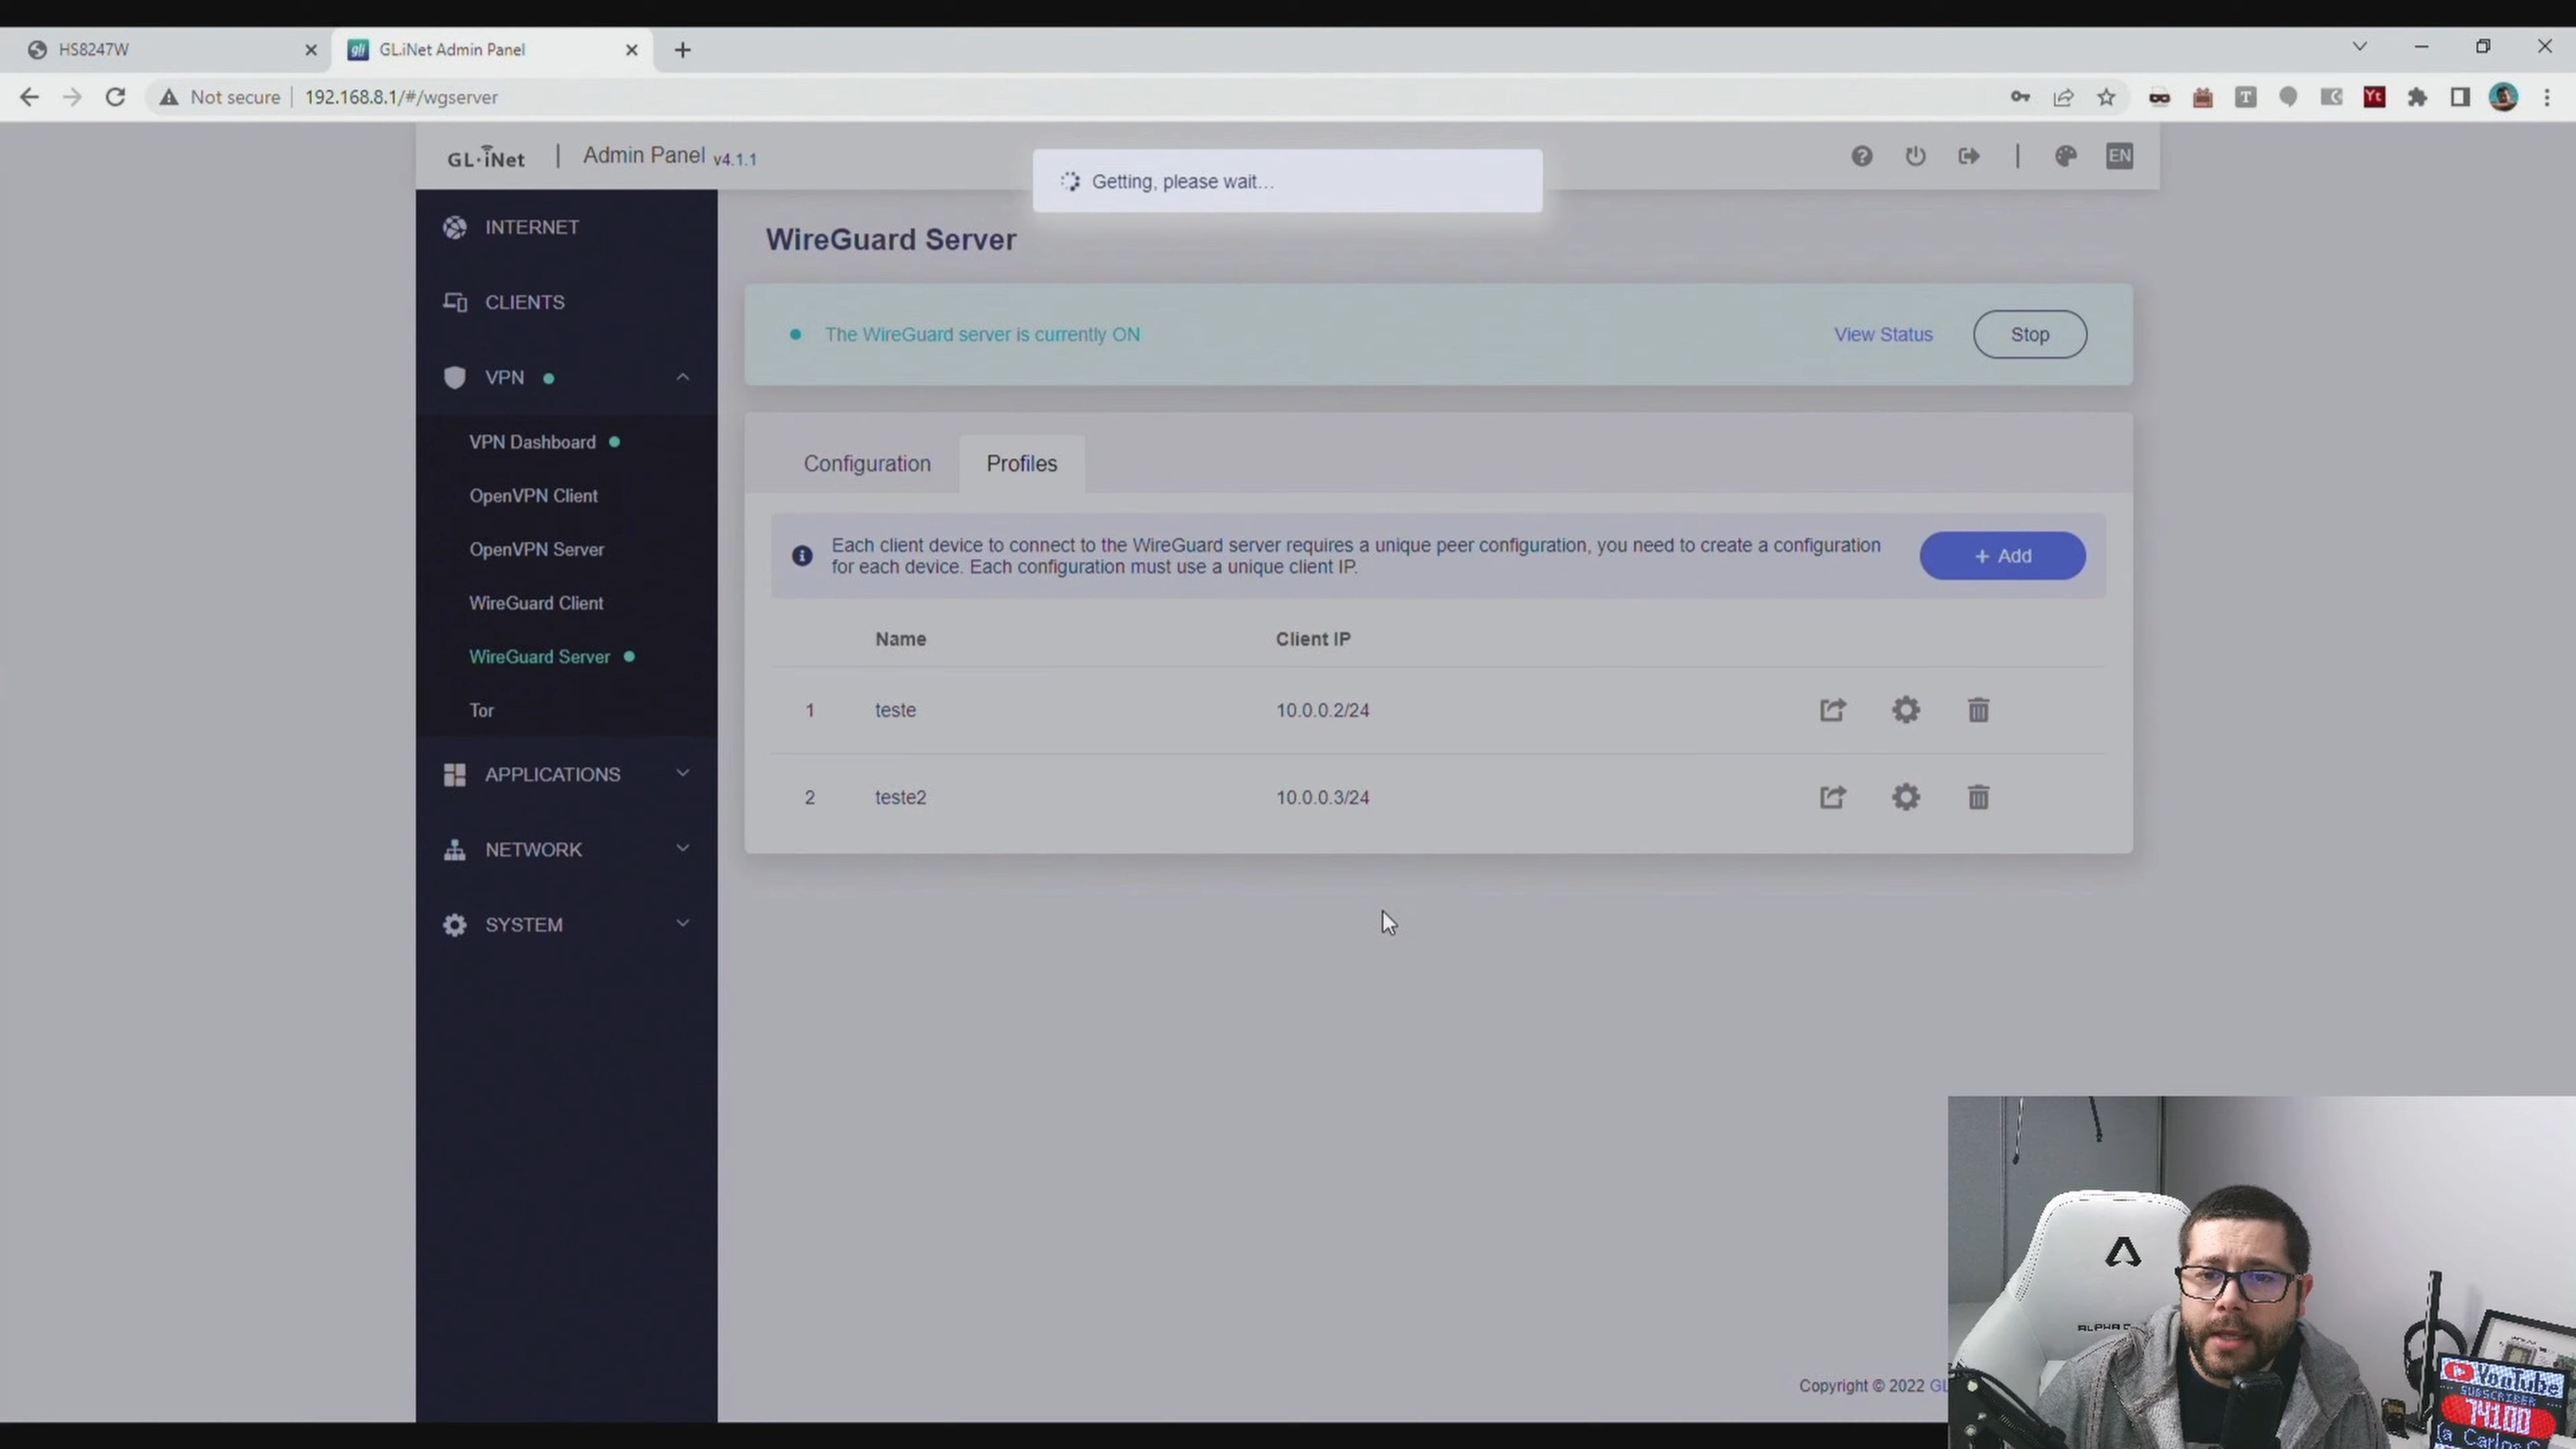 HS8247W
GL.iNet Admin Panel
Not secure
192.168.8.1/#/wgserver
GL·iNet
Admin Panel v4.1.1
Getting, please wait...
EN
INTERNET
CLIENTS
VPN
VPN Dashboard
OpenVPN Client
OpenVPN Server
WireGuard Client
WireGuard Server
Tor
APPLICATIONS
NETWORK
SYSTEM
WireGuard Server
The WireGuard server is currently ON
View Status
Stop
Configuration
Profiles
Each client device to connect to the WireGuard server requires a unique peer configuration, you need to create a configuration
for each device. Each configuration must use a unique client IP.
+ Add
Name Client IP
1 teste 10.0.0.2/24
2 teste2 10.0.0.3/24
Copyright © 2022 GL
YouTube
SUBSCRIBER
74100